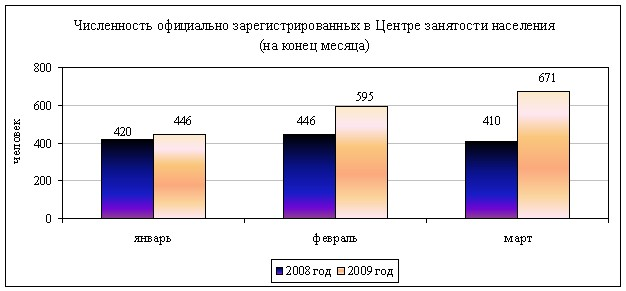 Численность официально зарегистрированных в Центре занятости населения
(на конец месяца)
человек
800
600
400
200
0
420
446
446
595
410
671
январь
февраль
март
2008 год
2009 год